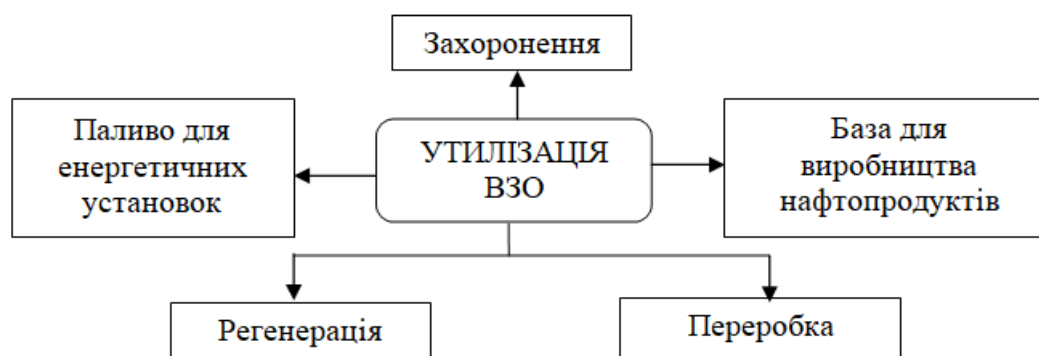 Захоронення
Паливо для
енергетичних
установок
УТИЛІЗАЦІЯ
ВЗО
База для
виробництва
нафтопродуктів
Регенерація
Переробка